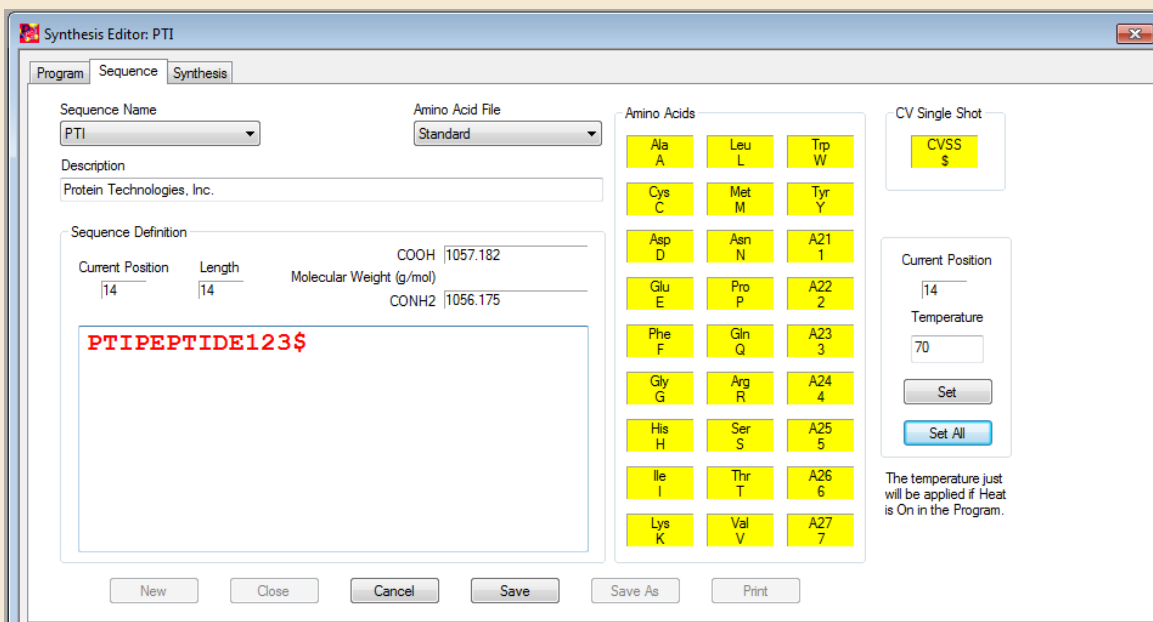 Synthesis Editor: PTI
Program Sequence Synthesis
Sequence Name
PTI
Amino Acid File
Standard
Description
Protein Technologies, Inc.
Sequence Definition
Current Position
14
Length
14
COOH 1057.182
Molecular Weight (g/mol)
CONH2 1056.175
PTIPEPTIDE123$
Amino Acids
Ala Leu Trp
A L W
Cys Met Tyr
C M Y
Asp Asn A21
D N 1
Glu Pro A22
E P 2
Phe Gln A23
F Q 3
Gly Arg A24
G R 4
His Ser A25
H S 5
Ile Thr A26
I T 6
Lys Val A27
K V 7
CV Single Shot
CVSS
$
Current Position
14
Temperature
70
Set
Set All
The temperature just
will be applied if Heat
is On in the Program.
New Close Cancel Save Save As Print